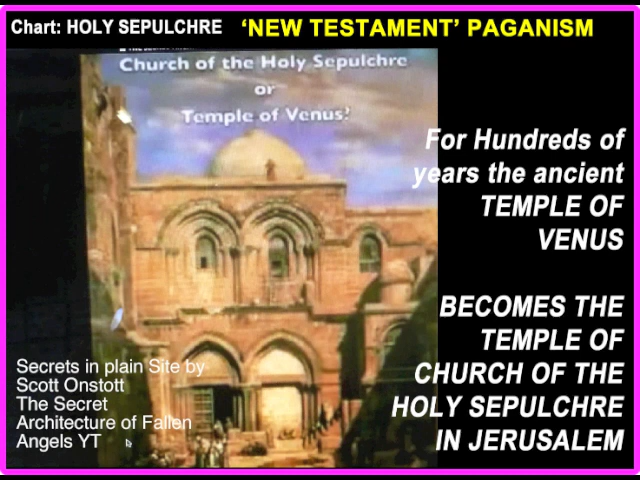 Chart: HOLY SEPULCHRE ‘NEW TESTAMENT’ PAGANISM
Church of the Holy Sepulchre
or
Temple of Venus?
For Hundreds of
years the ancient
TEMPLE OF
VENUS
BECOMES THE
TEMPLE OF
CHURCH OF THE
HOLY SEPULCHRE
IN JERUSALEM
Secrets in plain Site by
Scott Onstott
The Secret
Architecture of Fallen
Angels YT